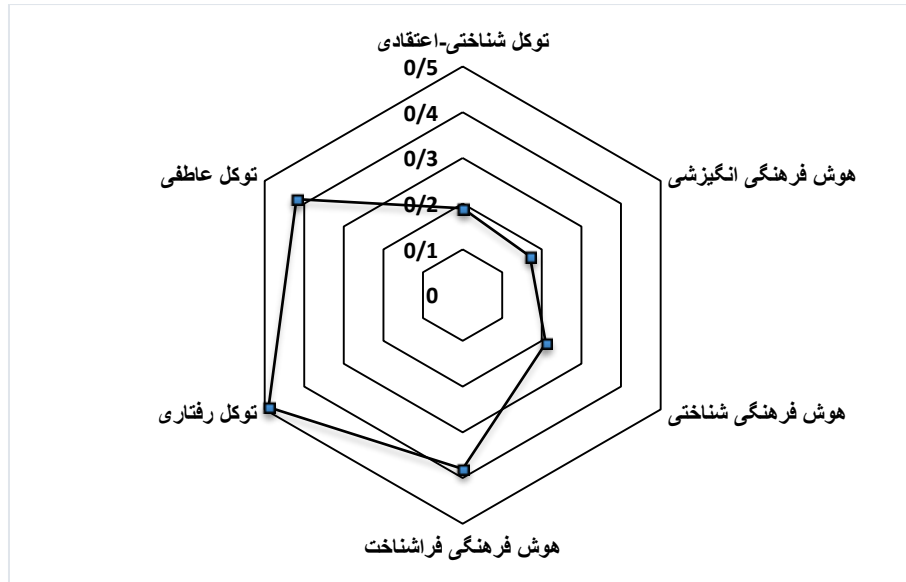 توکل شناختی-اعتقادی
0/5
0/4
0/3
0/2
0/1
0
هوش فرهنگی انگیزشی
توکل عاطفی
هوش فرهنگی شناختی
توکل رفتاری
هوش فرهنگی فراشناخت